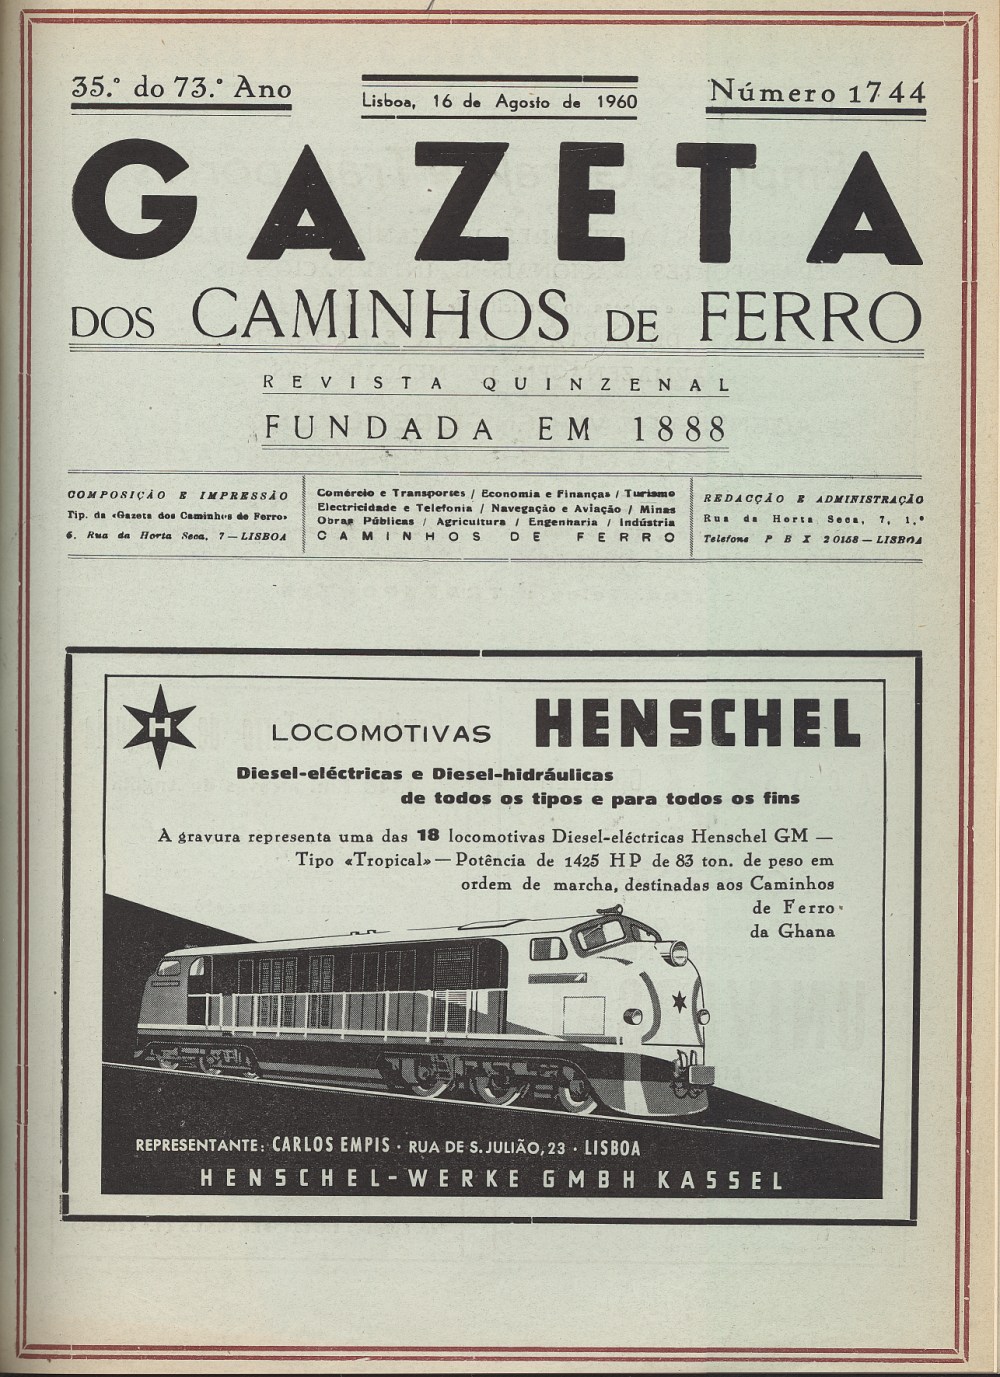 35.º do 73.º Ano
Lisboa, 16 de Agosto de 1960
Número 1744
GAZETA
DOS CAMINHOS DE FERRO
REVISTA QUINZENAL
FUNDADA EM 1888
COMPOSIÇÃO E IMPRESSÃO
Tip. da «Gazeta dos Caminhos de Ferro»
6, Rua da Horta Seca, 7 — LISBOA
Comércio e Transportes / Economia e Finanças / Turismo
Electricidade e Telefonia / Navegação e Aviação / Minas
Obras Públicas / Agricultura / Engenharia / Indústria
CAMINHOS DE FERRO
REDACÇÃO E ADMINISTRAÇÃO
Rua da Horta Seca, 7, 1.º
Telefone P B X 20158 — LISBOA
H
LOCOMOTIVAS HENSCHEL
Diesel-eléctricas e Diesel-hidráulicas
de todos os tipos e para todos os fins
A gravura representa uma das 18 locomotivas Diesel-eléctricas Henschel GM —
Tipo «Tropical» — Potência de 1425 HP de 83 ton. de peso em
ordem de marcha, destinadas aos Caminhos
de Ferro
da Ghana
REPRESENTANTE: CARLOS EMPIS · RUA DE S. JULIÃO, 23 · LISBOA
HENSCHEL-WERKE GMBH KASSEL